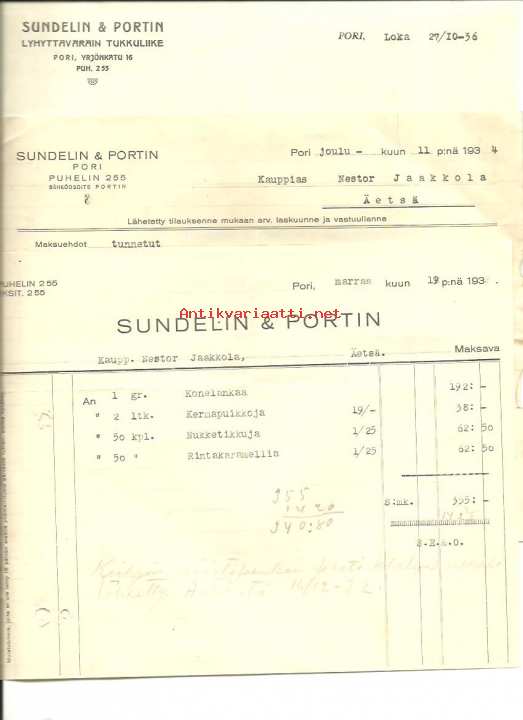 SUNDELIN & PORTIN
LYHYTTAVARAIN TUKKULIIKE
PORI, YRJÖNKATU 16
PUH. 255
PORI, Loka 27/10-36
SUNDELIN & PORTIN
PORI
PUHELIN 255
SÄHKÖOSOITE PORTIN
Pori joulu- kuun 11 p:nä 193 4
Kauppias Nestor Jaakkola
Äetsä
Lähetetty tilauksenne mukaan arv. laskuunne ja vastuullanne
Maksuehdot tunnetut
PUHELIN 255
Pori, marras kuun 19 p:nä 193
Antikvariaatti.net
SUNDELIN & PORTIN
Kaupp. Nestor Jaakkola, Äetsä. Maksava
An 1 gr. Konelankaa 192:-
" 2 ltk. Kermapuikkoja 19/- 38:-
" 50 kpl. Nukketikkuja 1/25 62:50
" 50 " Rintakaramellia 1/25 62:50
S:mk. 355:-
355
14 20
340:80
S.E.&O.